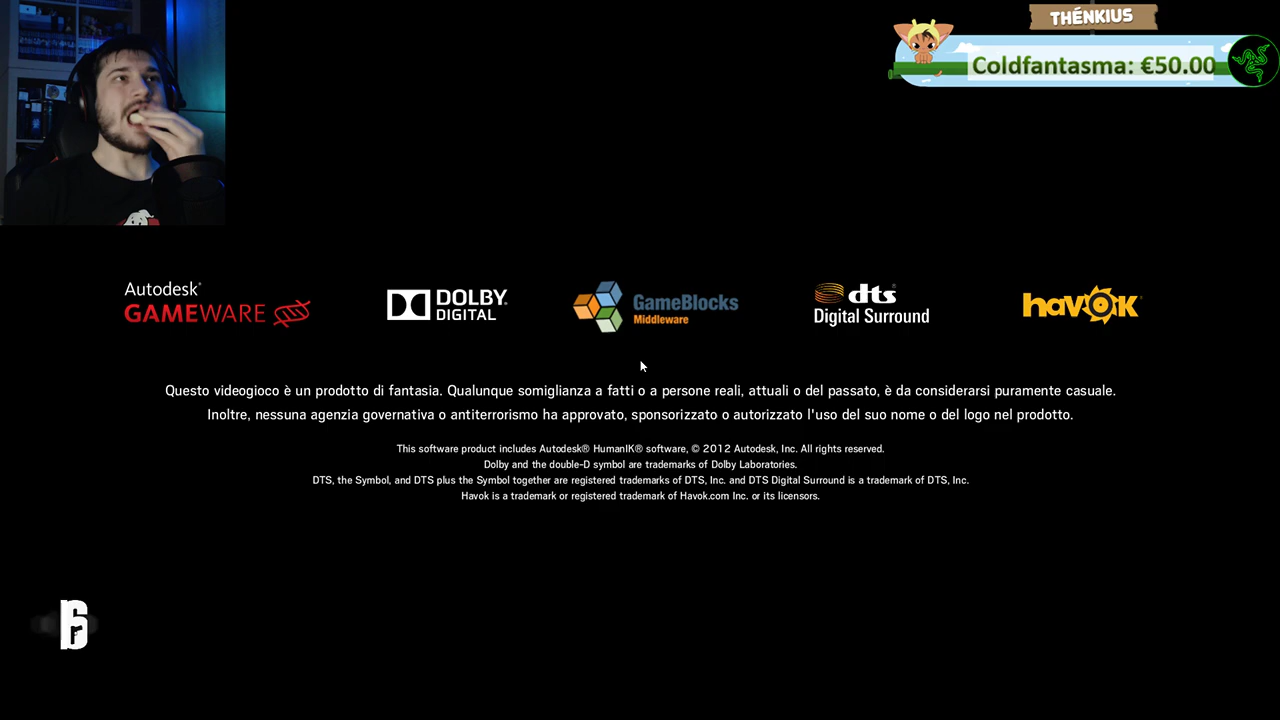 THÉNKIUS
Coldfantasma: €50.00
Autodesk®
GAMEWARE
DOLBY®
DIGITAL
GameBlocks
Middleware
dts®
Digital Surround
havok
Questo videogioco è un prodotto di fantasia. Qualunque somiglianza a fatti o a persone reali, attuali o del passato, è da considerarsi puramente casuale.
Inoltre, nessuna agenzia governativa o antiterrorismo ha approvato, sponsorizzato o autorizzato l'uso del suo nome o del logo nel prodotto.
This software product includes Autodesk® HumanIK® software, © 2012 Autodesk, Inc. All rights reserved.
Dolby and the double-D symbol are trademarks of Dolby Laboratories.
DTS, the Symbol, and DTS plus the Symbol together are registered trademarks of DTS, Inc. and DTS Digital Surround is a trademark of DTS, Inc.
Havok is a trademark or registered trademark of Havok.com Inc. or its licensors.
6